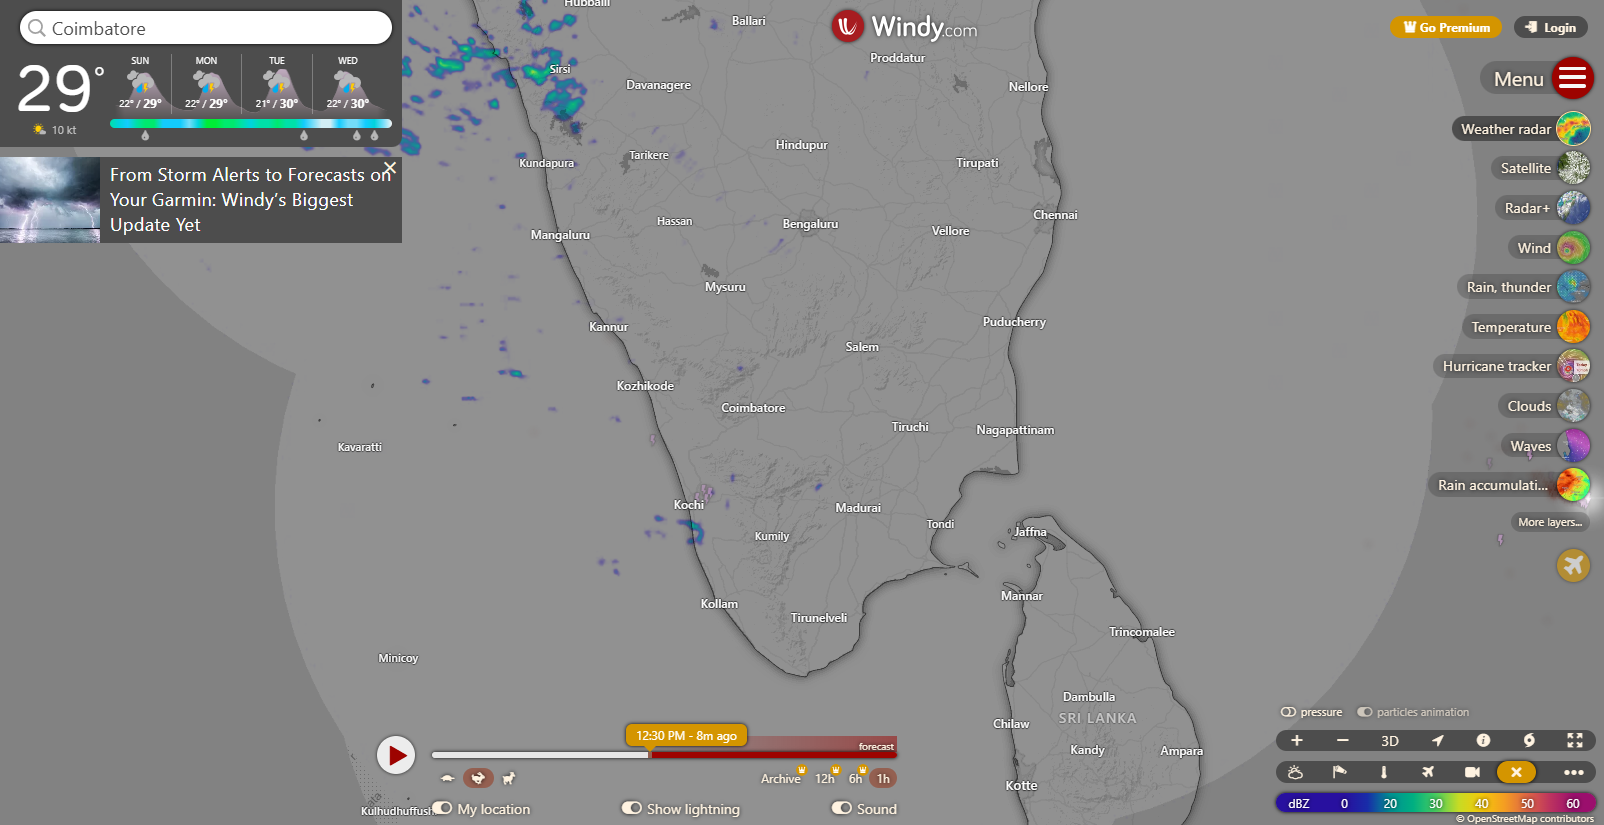 Coimbatore
29°
10 kt
SUN
22° / 29°
MON
22° / 29°
TUE
21° / 30°
WED
22° / 30°
From Storm Alerts to Forecasts on
Your Garmin: Windy’s Biggest
Update Yet
Windy.com
Go Premium
Login
Menu
Weather radar
Satellite
Radar+
Wind
Rain, thunder
Temperature
Hurricane tracker
Clouds
Waves
Rain accumulati...
More layers...
Hubballi
Ballari
Proddatur
Sirsi
Davanagere
Nellore
Hindupur
Kundapura
Tarikere
Tirupati
Hassan
Bengaluru
Chennai
Mangaluru
Vellore
Mysuru
Kannur
Puducherry
Salem
Kozhikode
Coimbatore
Tiruchi
Nagapattinam
Kavaratti
Kochi
Madurai
Tondi
Kumily
Jaffna
Kollam
Mannar
Tirunelveli
Trincomalee
Minicoy
Dambulla
Chilaw
SRI LANKA
Kandy
Ampara
Kotte
Kulhudhuffush
12:30 PM - 8m ago
forecast
Archive
12h
6h
1h
My location
Show lightning
Sound
pressure
particles animation
+
−
3D
dBZ
0
20
30
40
50
60
© OpenStreetMap contributors